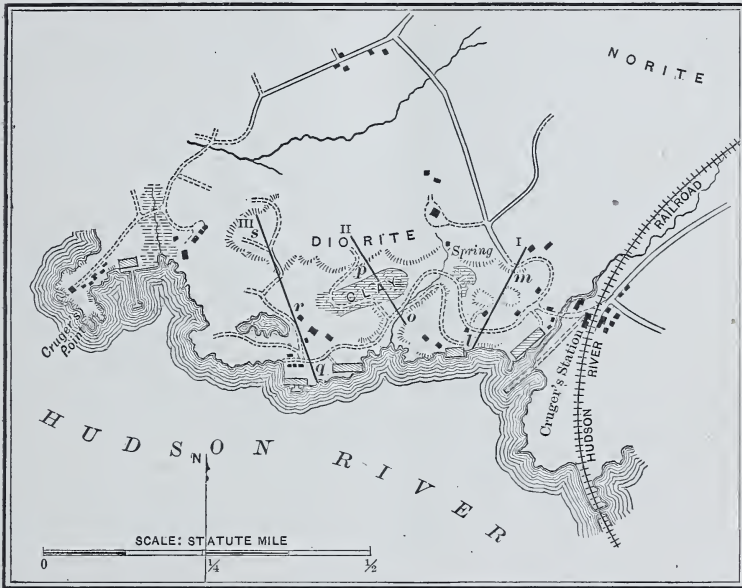 NORITE
RAILROAD
III
s
II
DIORITE
Spring
I
p
m
CLAY
r
o
l
q
Cruger's
Point
Cruger's Station
HUDSON
RIVER
HUDSON RIVER
N
SCALE: STATUTE MILE
0
¼
½